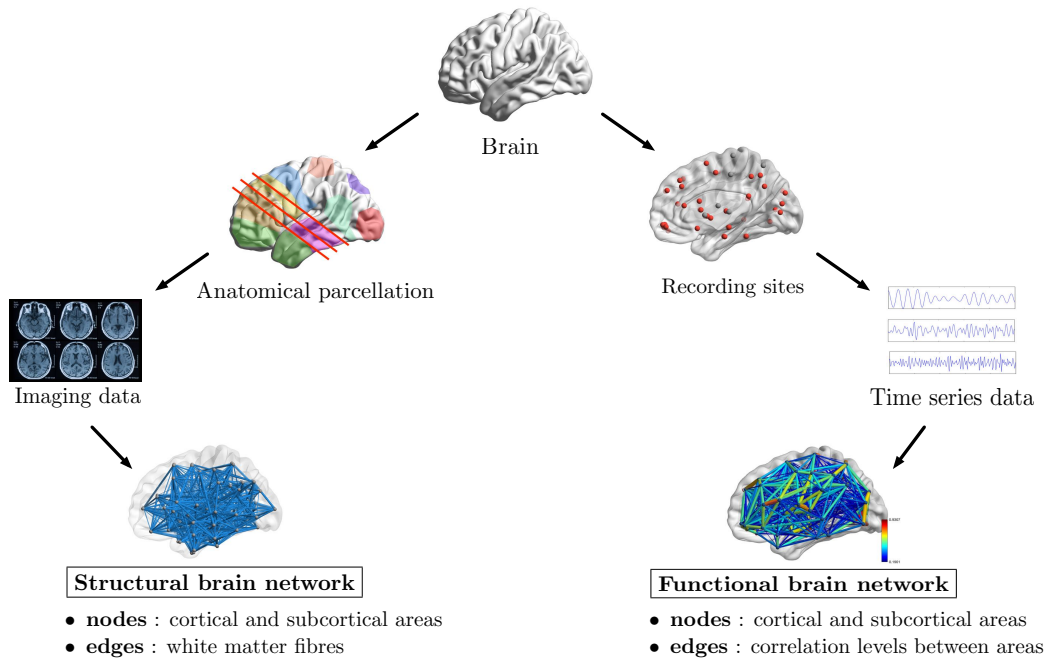 Brain
Anatomical parcellation
Recording sites
Imaging data
Time series data
Structural brain network
• nodes : cortical and subcortical areas
• edges : white matter fibres
Functional brain network
• nodes : cortical and subcortical areas
• edges : correlation levels between areas